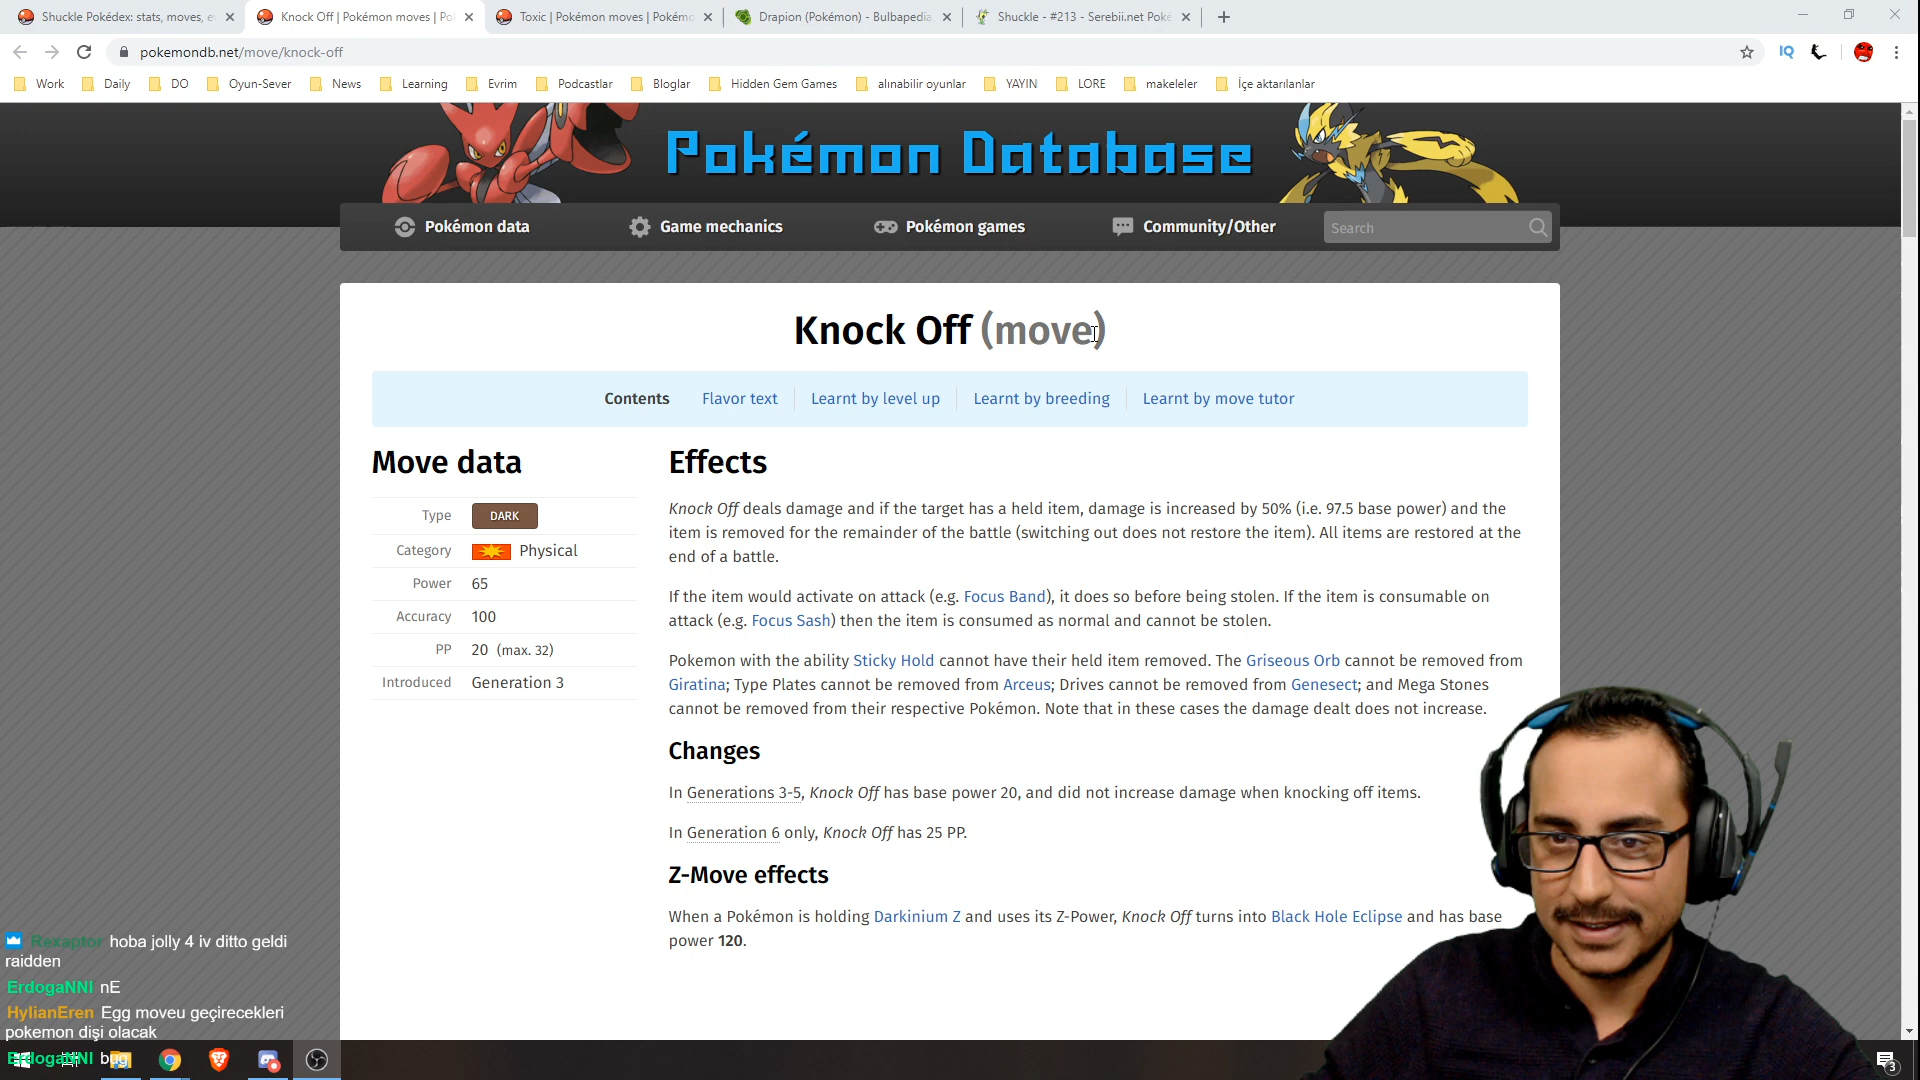 Shuckle Pokédex: stats, moves, e
Knock Off | Pokémon moves | Po
Toxic | Pokémon moves | Pokém
Drapion (Pokémon) - Bulbapedia
Shuckle - #213 - Serebii.net Poke
pokemondb.net/move/knock-off
IQ
Work
Daily
DO
Oyun-Sever
News
Learning
Evrim
Podcastlar
Bloglar
Hidden Gem Games
alınabilir oyunlar
YAYIN
LORE
makeleler
İçe aktarılanlar
Pokémon Database
Pokémon data
Game mechanics
Pokémon games
Community/Other
Search
Knock Off (move)
Contents
Flavor text
Learnt by level up
Learnt by breeding
Learnt by move tutor
Move data
Type DARK
Category Physical
Power 65
Accuracy 100
PP 20 (max. 32)
Introduced Generation 3
Effects
Knock Off deals damage and if the target has a held item, damage is increased by 50% (i.e. 97.5 base power) and the
item is removed for the remainder of the battle (switching out does not restore the item). All items are restored at the
end of a battle.
If the item would activate on attack (e.g. Focus Band), it does so before being stolen. If the item is consumable on
attack (e.g. Focus Sash) then the item is consumed as normal and cannot be stolen.
Pokemon with the ability Sticky Hold cannot have their held item removed. The Griseous Orb cannot be removed from
Giratina; Type Plates cannot be removed from Arceus; Drives cannot be removed from Genesect; and Mega Stones
cannot be removed from their respective Pokémon. Note that in these cases the damage dealt does not increase.
Changes
In Generations 3-5, Knock Off has base power 20, and did not increase damage when knocking off items.
In Generation 6 only, Knock Off has 25 PP.
Z-Move effects
When a Pokémon is holding Darkinium Z and uses its Z-Power, Knock Off turns into Black Hole Eclipse and has base
power 120.
Rexaptor hoba jolly 4 iv ditto geldi
raidden
ErdogaNNI nE
HylianEren Egg moveu geçirecekleri
pokemon dişi olacak
ErdogaNNI bug
3